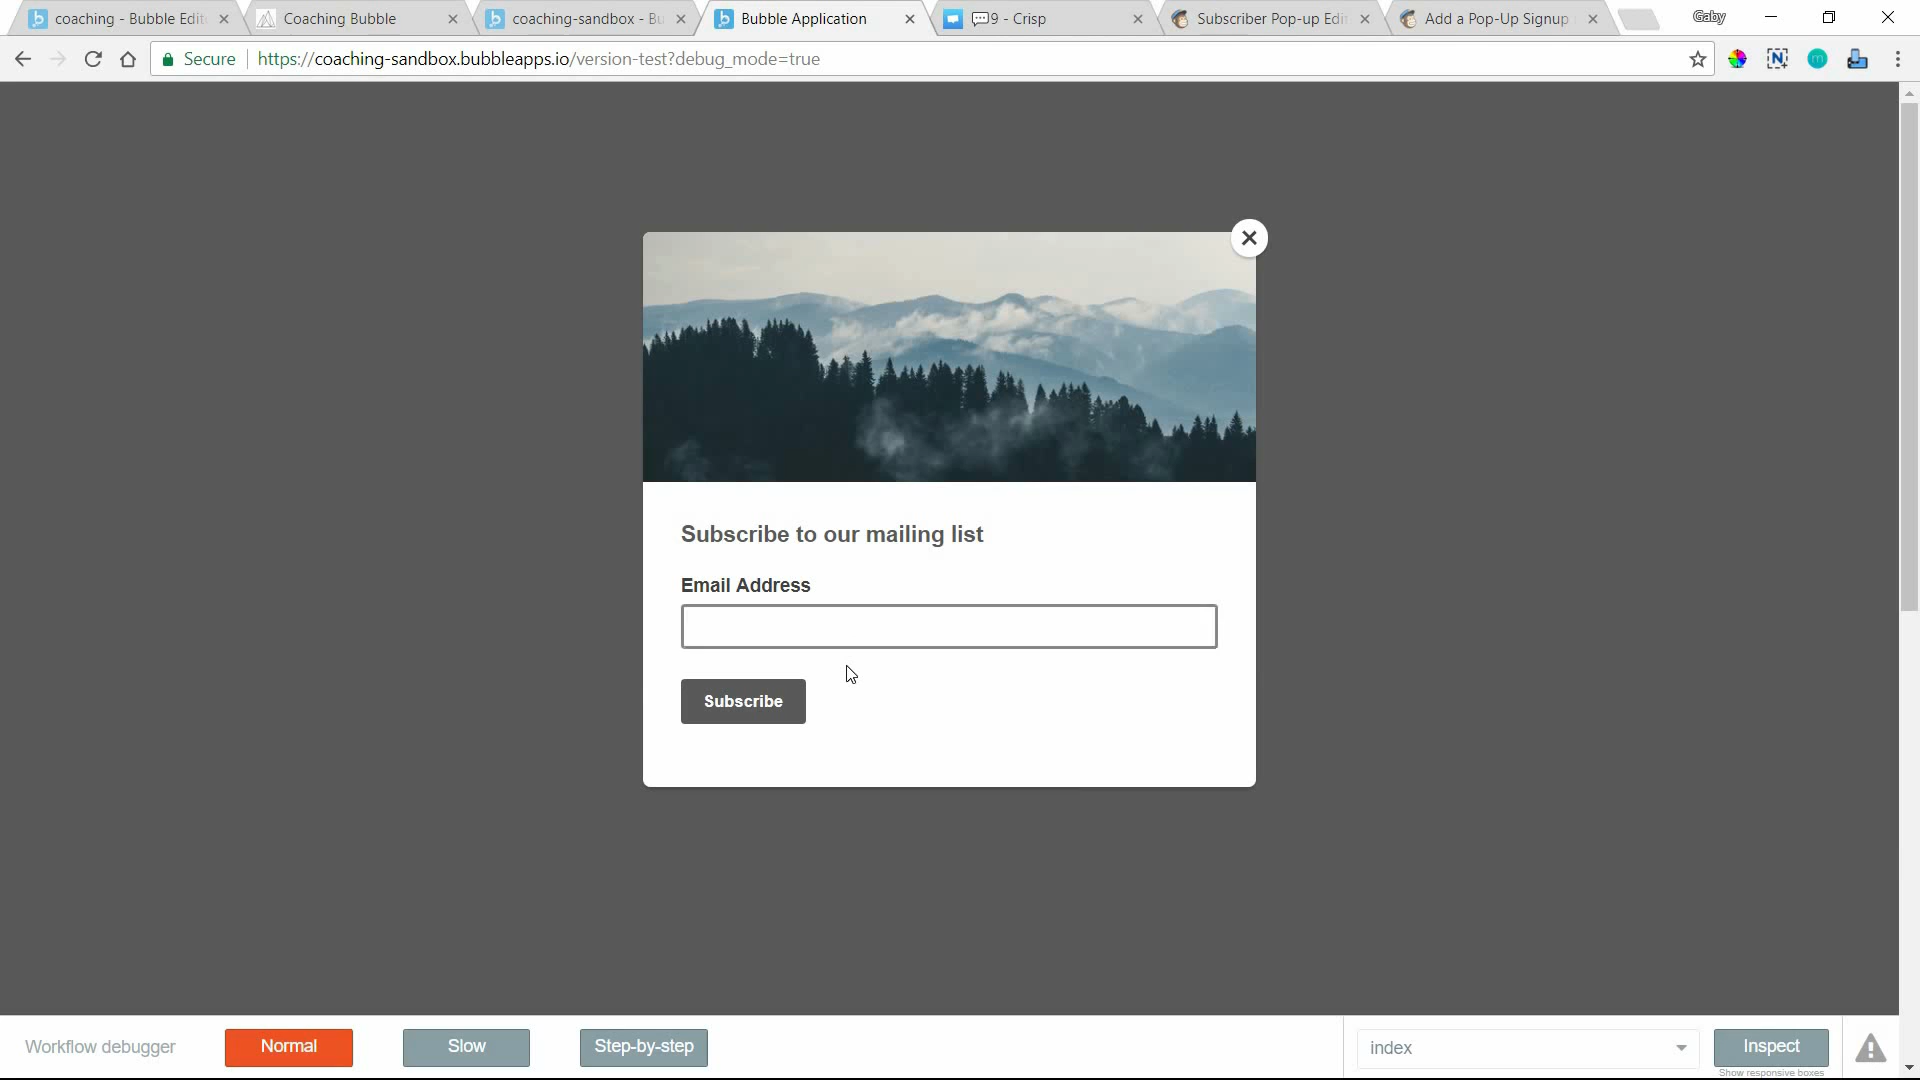 coaching - Bubble Edit
Coaching Bubble
coaching-sandbox - Bu
Bubble Application
9 - Crisp
Subscriber Pop-up Edit
Add a Pop-Up Signup
Gaby
Secure
https://coaching-sandbox.bubbleapps.io/version-test?debug_mode=true
m
Subscribe to our mailing list
Email Address
Subscribe
Workflow debugger
Normal
Slow
Step-by-step
index
Inspect
Show responsive boxes